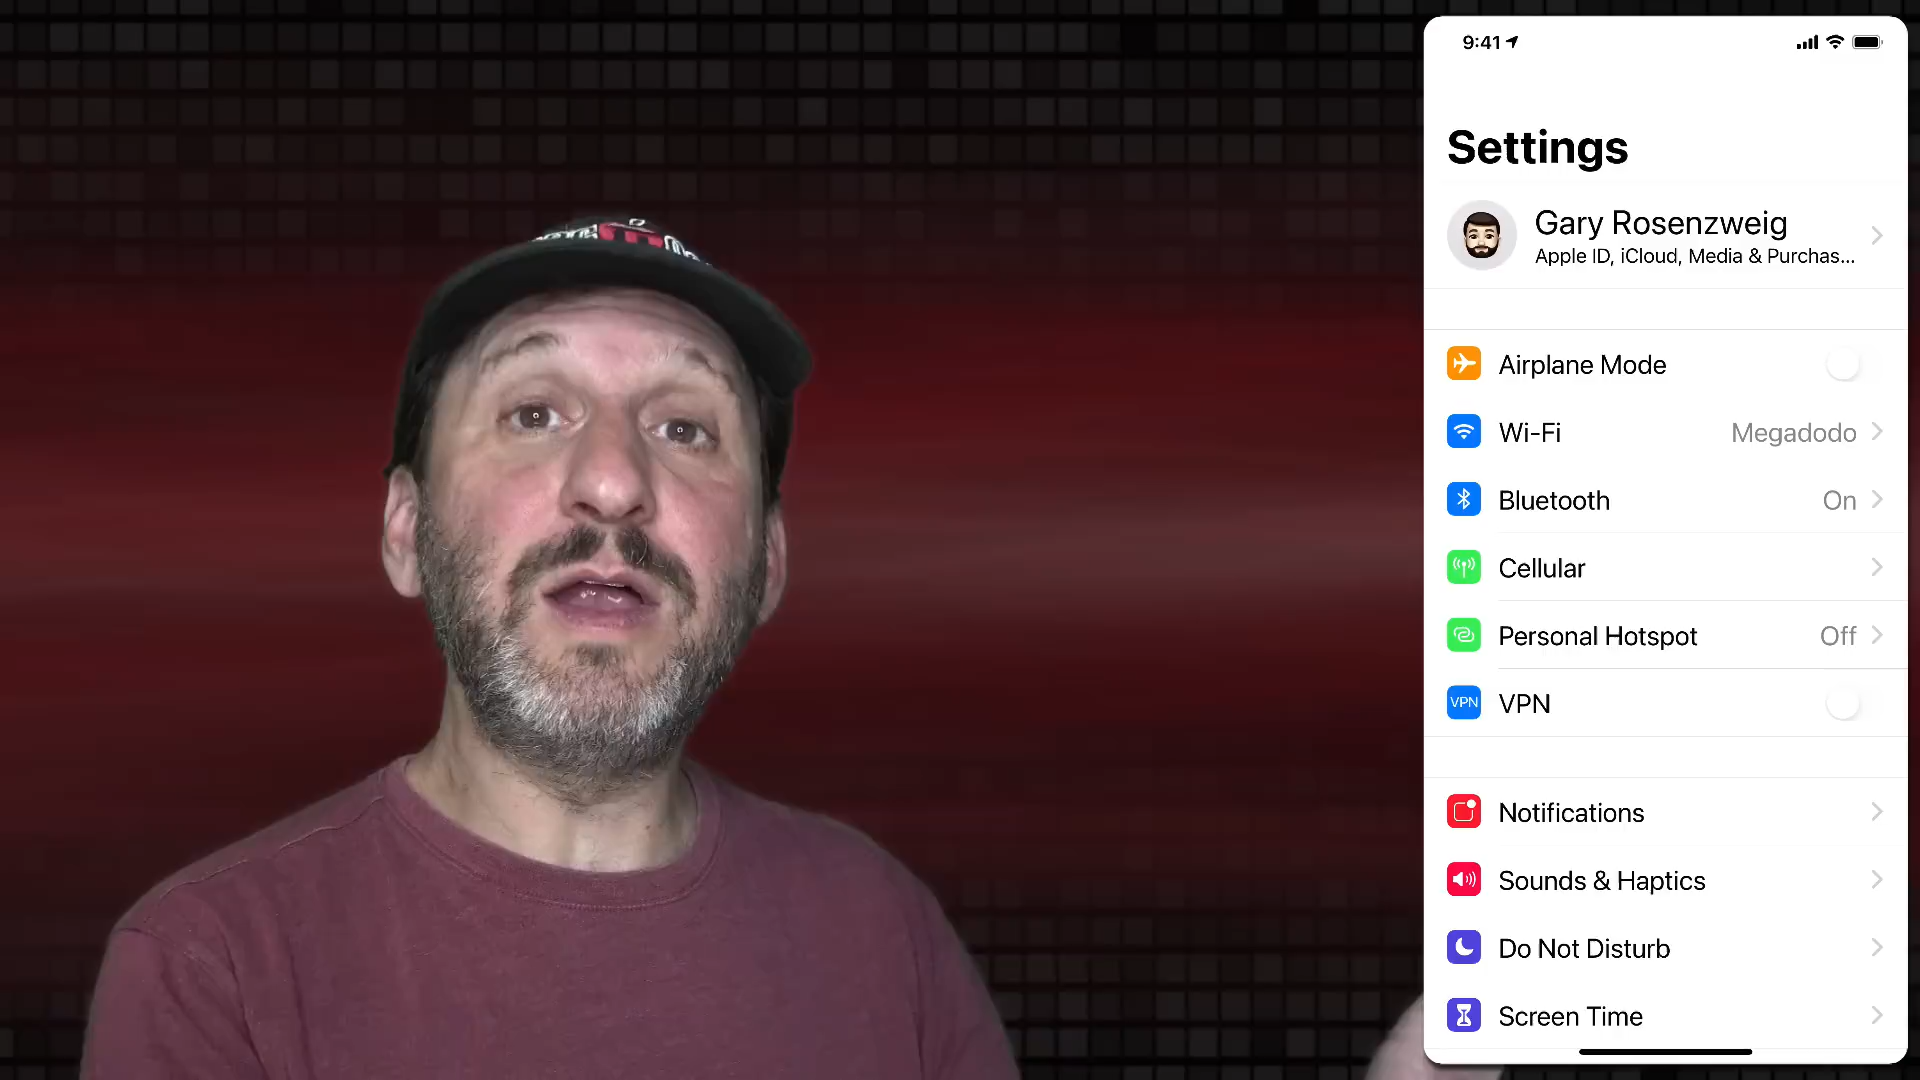 9:41
Settings
Gary Rosenzweig
Apple ID, iCloud, Media & Purchas...
Airplane Mode
Wi-Fi Megadodo
Bluetooth On
Cellular
Personal Hotspot Off
VPN VPN
Notifications
Sounds & Haptics
Do Not Disturb
Screen Time